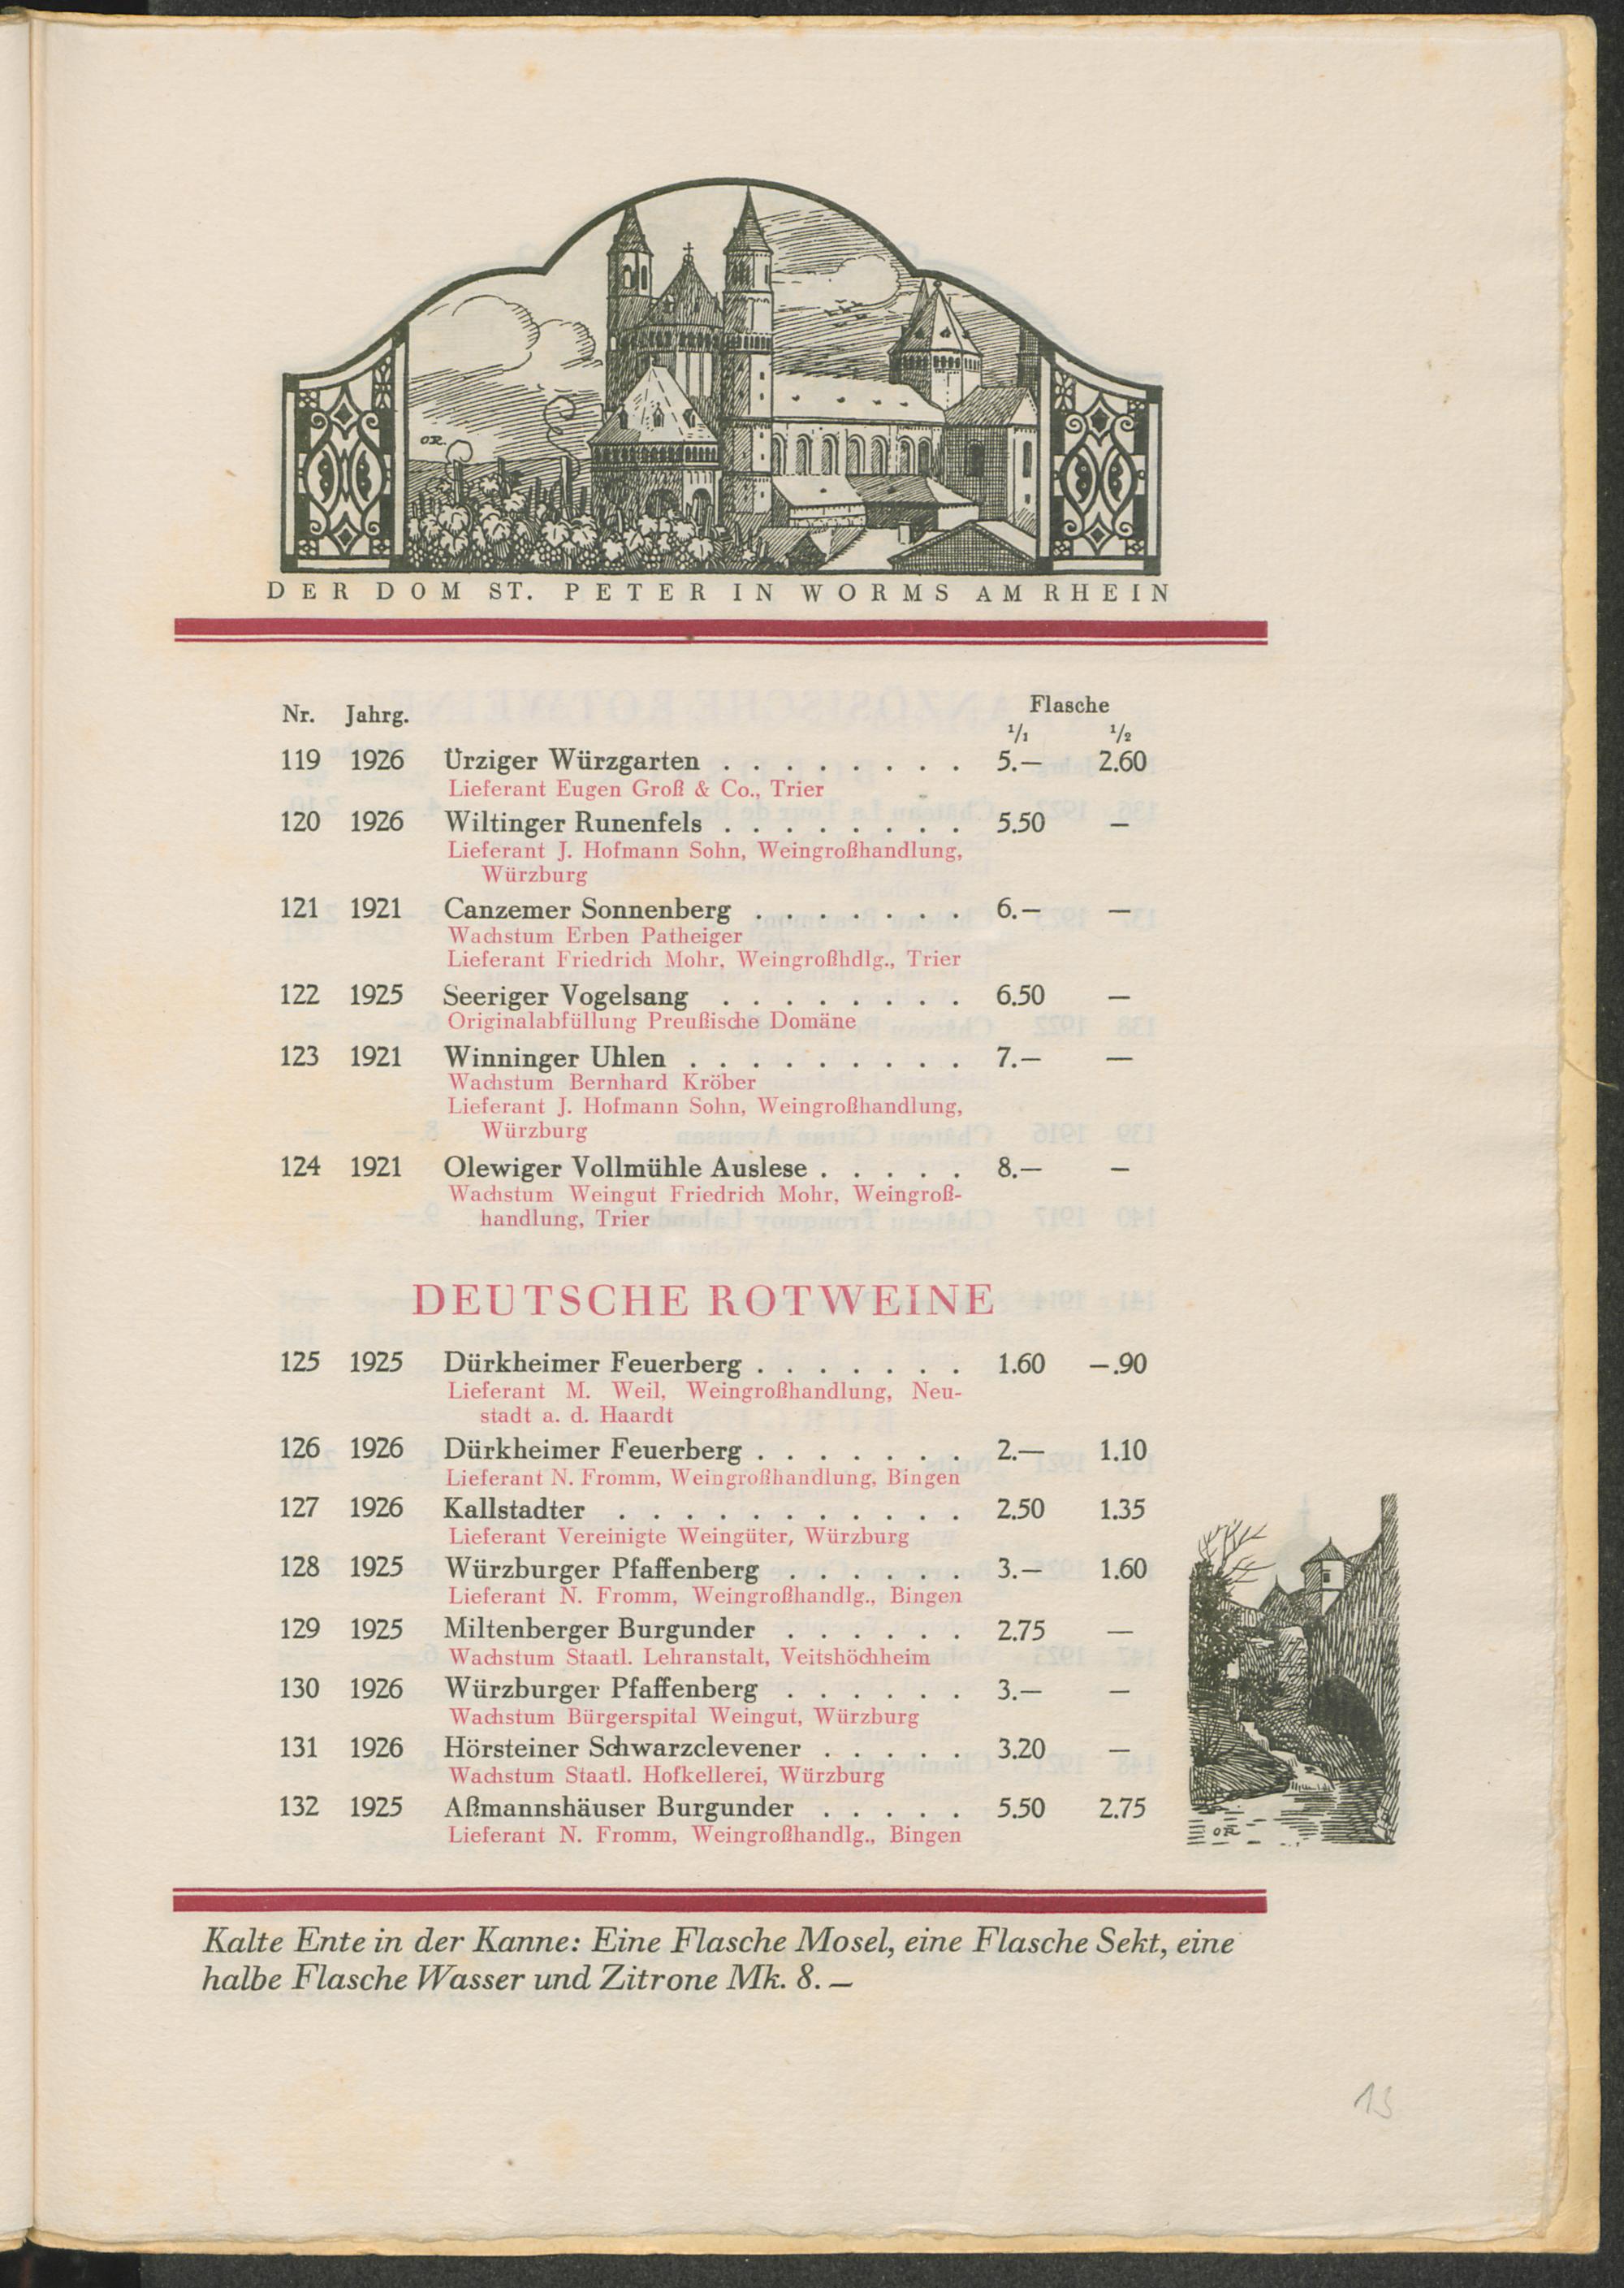 OR.
DER DOM ST. PETER IN WORMS AM RHEIN
Nr. Jahrg. Flasche
1/1 1/2
119 1926 Ürziger Würzgarten . . . . . . . . 5.— 2.60
Lieferant Eugen Groß & Co., Trier
120 1926 Wiltinger Runenfels . . . . . . . . 5.50 —
Lieferant J. Hofmann Sohn, Weingroßhandlung,
Würzburg
121 1921 Canzemer Sonnenberg . . . . . . . 6.— —
Wachstum Erben Patheiger
Lieferant Friedrich Mohr, Weingroßhdlg., Trier
122 1925 Seeriger Vogelsang . . . . . . . . 6.50 —
Originalabfüllung Preußische Domäne
123 1921 Winninger Uhlen . . . . . . . . . 7.— —
Wachstum Bernhard Kröber
Lieferant J. Hofmann Sohn, Weingroßhandlung,
Würzburg
124 1921 Olewiger Vollmühle Auslese . . . . . 8.— —
Wachstum Weingut Friedrich Mohr, Weingroß-
handlung, Trier
DEUTSCHE ROTWEINE
125 1925 Dürkheimer Feuerberg . . . . . . . 1.60 —.90
Lieferant M. Weil, Weingroßhandlung, Neu-
stadt a. d. Haardt
126 1926 Dürkheimer Feuerberg . . . . . . . 2.— 1.10
Lieferant N. Fromm, Weingroßhandlung, Bingen
127 1926 Kallstadter . . . . . . . . . . . 2.50 1.35
Lieferant Vereinigte Weingüter, Würzburg
128 1925 Würzburger Pfaffenberg . . . . . . 3.— 1.60
Lieferant N. Fromm, Weingroßhandlg., Bingen
129 1925 Miltenberger Burgunder . . . . . . 2.75 —
Wachstum Staatl. Lehranstalt, Veitshöchheim
130 1926 Würzburger Pfaffenberg . . . . . . 3.— —
Wachstum Bürgerspital Weingut, Würzburg
131 1926 Hörsteiner Schwarzclevener . . . . . 3.20 —
Wachstum Staatl. Hofkellerei, Würzburg
132 1925 Aßmannshäuser Burgunder . . . . . 5.50 2.75
Lieferant N. Fromm, Weingroßhandlg., Bingen
OR
Kalte Ente in der Kanne: Eine Flasche Mosel, eine Flasche Sekt, eine
halbe Flasche Wasser und Zitrone Mk. 8.—
13